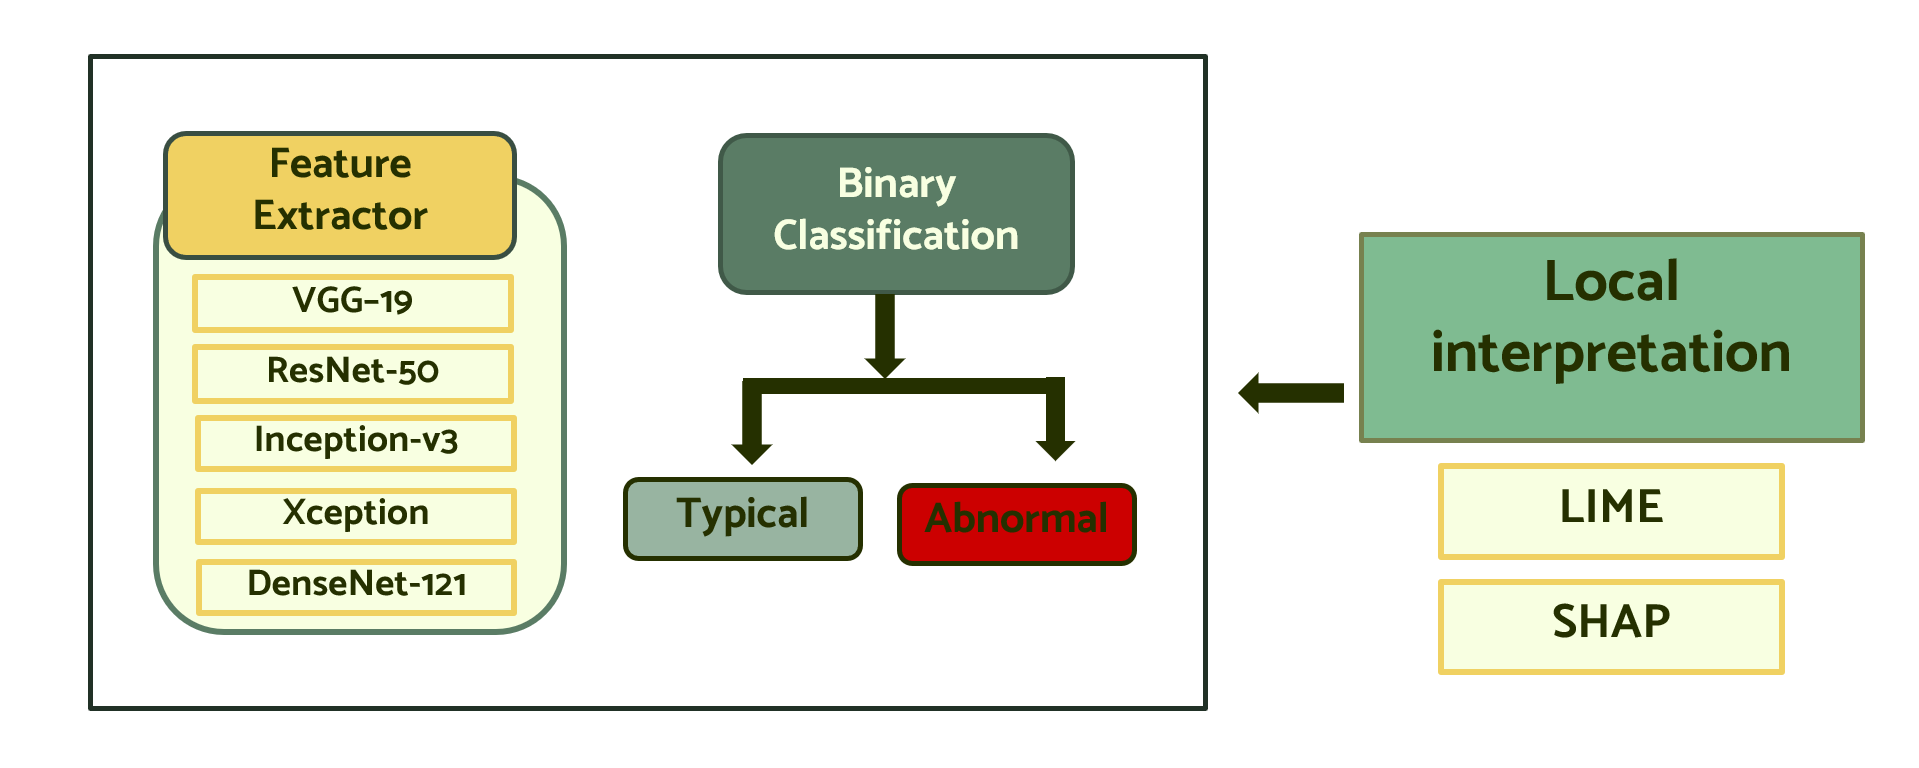 Feature
Extractor
VGG–19
ResNet-50
Inception-v3
Xception
DenseNet-121
Binary
Classification
Typical
Abnormal
Local
interpretation
LIME
SHAP